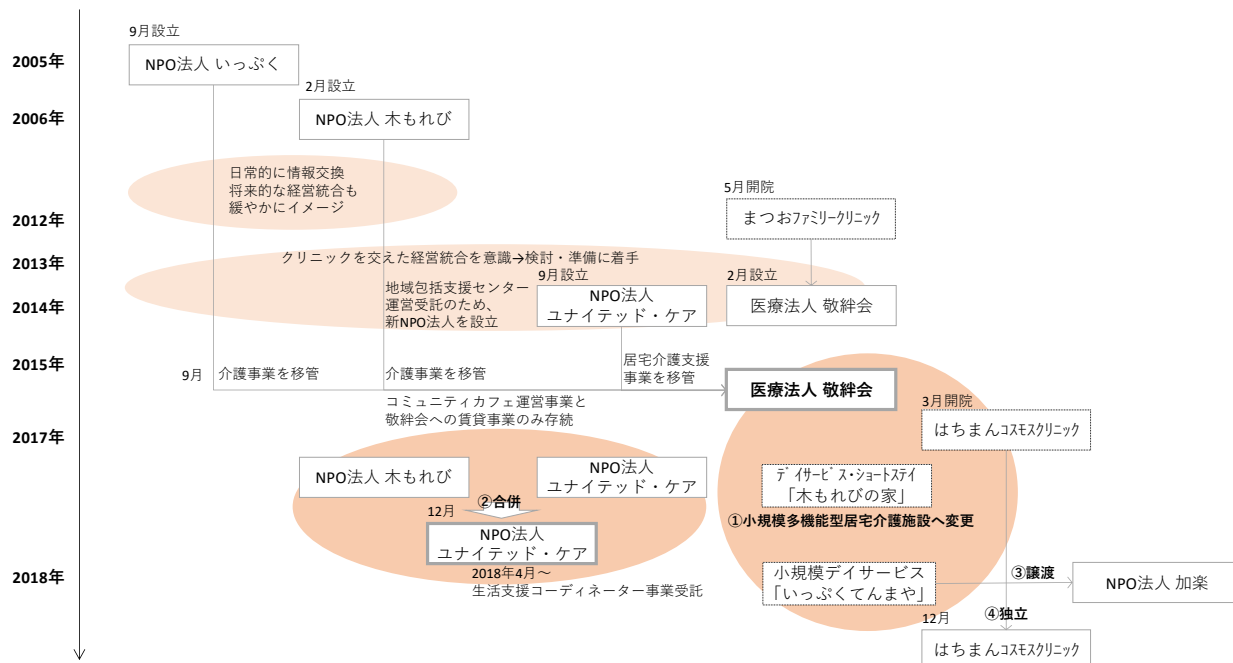 9月設立
2005年
NPO法人 いっぷく
2月設立
2006年
NPO法人 木もれび
日常的に情報交換
将来的な経営統合も
緩やかにイメージ
5月開院
2012年
まつおﾌｧﾐﾘｰクリニック
2013年
クリニックを交えた経営統合を意識→検討・準備に着手
地域包括支援センター
運営受託のため、
新NPO法人を設立
9月設立
2月設立
2014年
NPO法人
ユナイテッド・ケア
医療法人 敬絆会
2015年
9月
介護事業を移管
介護事業を移管
居宅介護支援
事業を移管
医療法人 敬絆会
コミュニティカフェ運営事業と
敬絆会への賃貸事業のみ存続
3月開院
2017年
はちまんｺｽﾓｽクリニック
NPO法人 木もれび
NPO法人
ユナイテッド・ケア
ﾃﾞｲサービス・ショートステイ
「木もれびの家」
②合併
12月
①小規模多機能型居宅介護施設へ変更
NPO法人
ユナイテッド・ケア
2018年
2018年4月～
生活支援コーディネーター事業受託
小規模デイサービス
「いっぷくてんまや」
③譲渡
NPO法人 加楽
12月
④独立
はちまんｺｽﾓｽクリニック